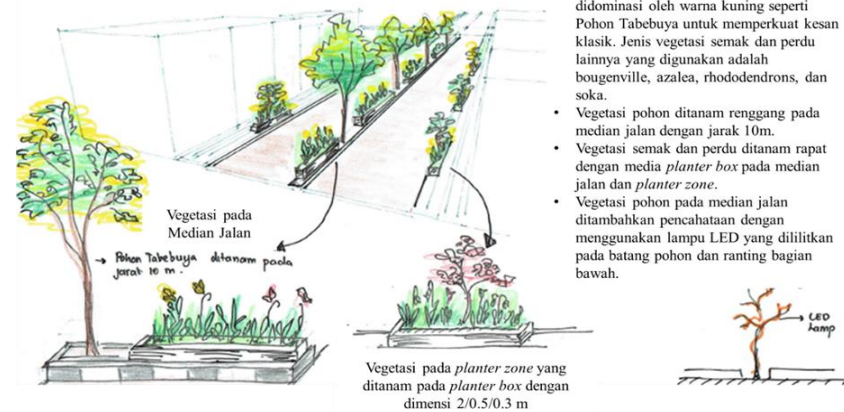 didominasi oleh warna kuning seperti
Pohon Tabebuya untuk memperkuat kesan
klasik. Jenis vegetasi semak dan perdu
lainnya yang digunakan adalah
bougenville, azalea, rhododendrons, dan
soka.
• Vegetasi pohon ditanam renggang pada
median jalan dengan jarak 10m.
• Vegetasi semak dan perdu ditanam rapat
dengan media planter box pada median
jalan dan planter zone.
• Vegetasi pohon pada median jalan
ditambahkan pencahataan dengan
menggunakan lampu LED yang dililitkan
pada batang pohon dan ranting bagian
bawah.
Vegetasi pada
Median Jalan
Pohon Tabebuya ditanam pada
jarak 10 m.
LED
Lamp
Vegetasi pada planter zone yang
ditanam pada planter box dengan
dimensi 2/0.5/0.3 m